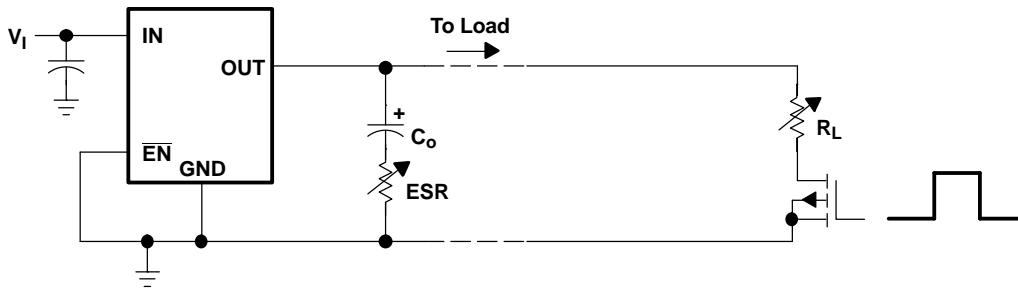 To Load
V_I
IN
OUT
+
C_o
R_L
EN̅
GND
ESR